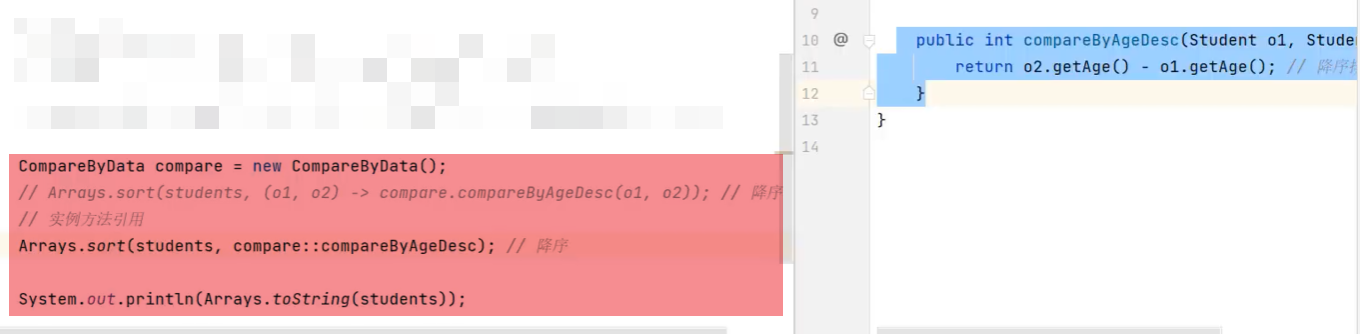 CompareByData compare = new CompareByData();
// Arrays.sort(students, (o1, o2) -> compare.compareByAgeDesc(o1, o2)); // 降序
// 实例方法引用
Arrays.sort(students, compare::compareByAgeDesc); // 降序
System.out.println(Arrays.toString(students));
9
10 @ public int compareByAgeDesc(Student o1,
11 return o2.getAge() - o1.getAge(); // 降序
12 }
13 }
14